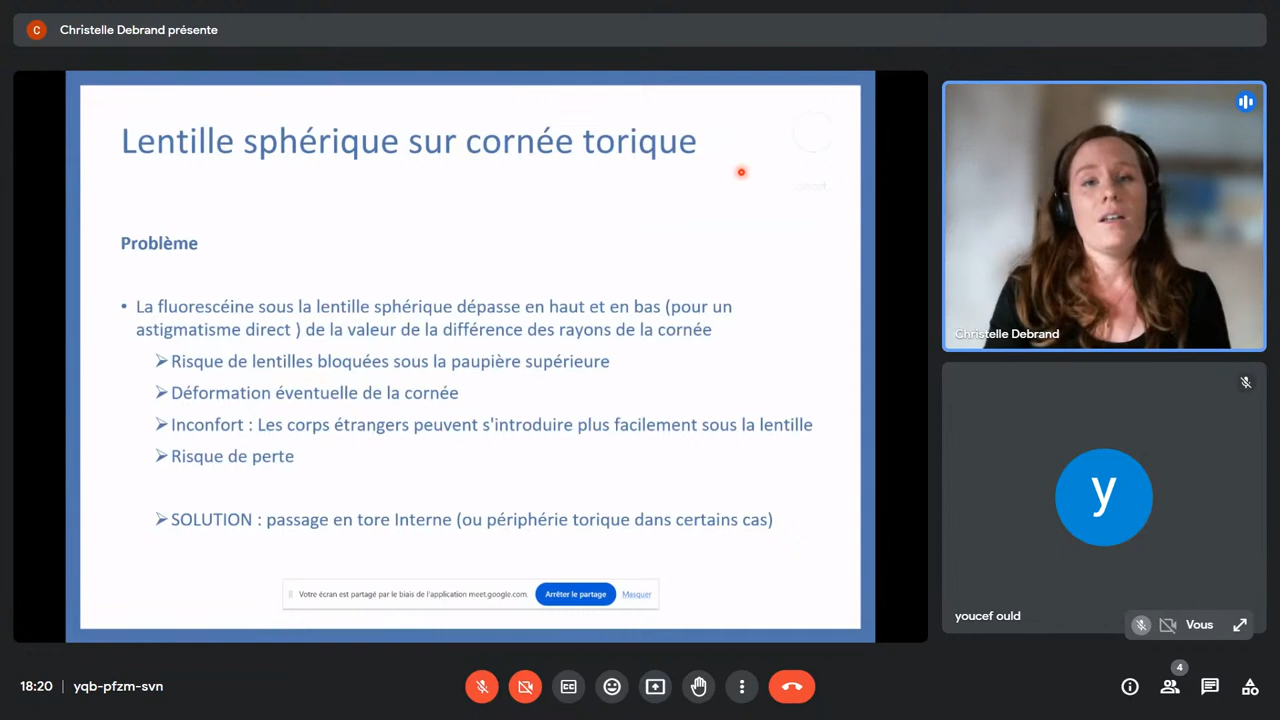 C
Christelle Debrand présente
Lentille sphérique sur cornée torique
Problème
• La fluorescéine sous la lentille sphérique dépasse en haut et en bas (pour un
astigmatisme direct ) de la valeur de la différence des rayons de la cornée
Risque de lentilles bloquées sous la paupière supérieure
Déformation éventuelle de la cornée
Inconfort : Les corps étrangers peuvent s'introduire plus facilement sous la lentille
Risque de perte
SOLUTION : passage en tore Interne (ou périphérie torique dans certains cas)
Votre écran est partagé par le biais de l'application meet.google.com.
Arrêter le partage
Masquer
Christelle Debrand
y
youcef ould
Vous
18:20 | yqb-pfzm-svn
CC
4